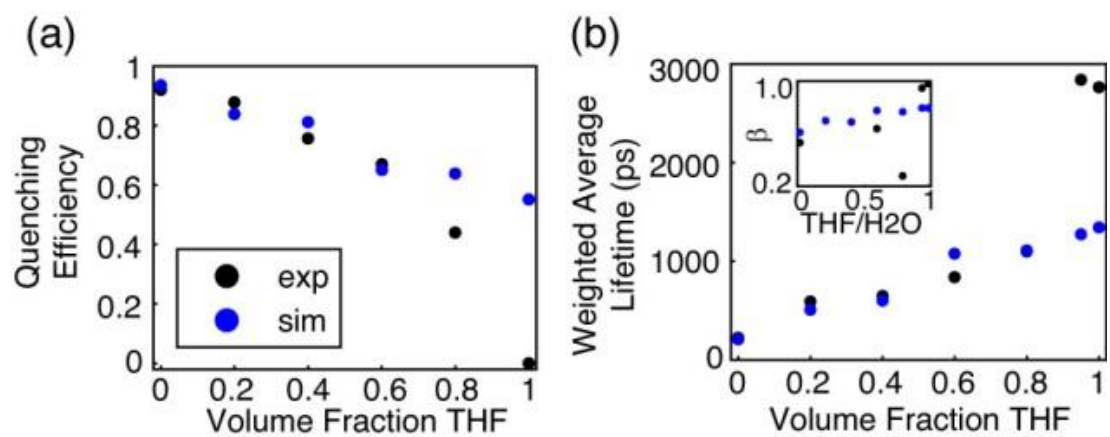 (a)
1
0.8
0.6
0.4
0.2
0
Quenching
Efficiency
exp
sim
0 0.2 0.4 0.6 0.8 1
Volume Fraction THF
(b)
3000
2000
1000
0
Weighted Average
Lifetime (ps)
1.0
β
0.2
0 0.5 1
THF/H2O
0 0.2 0.4 0.6 0.8 1
Volume Fraction THF